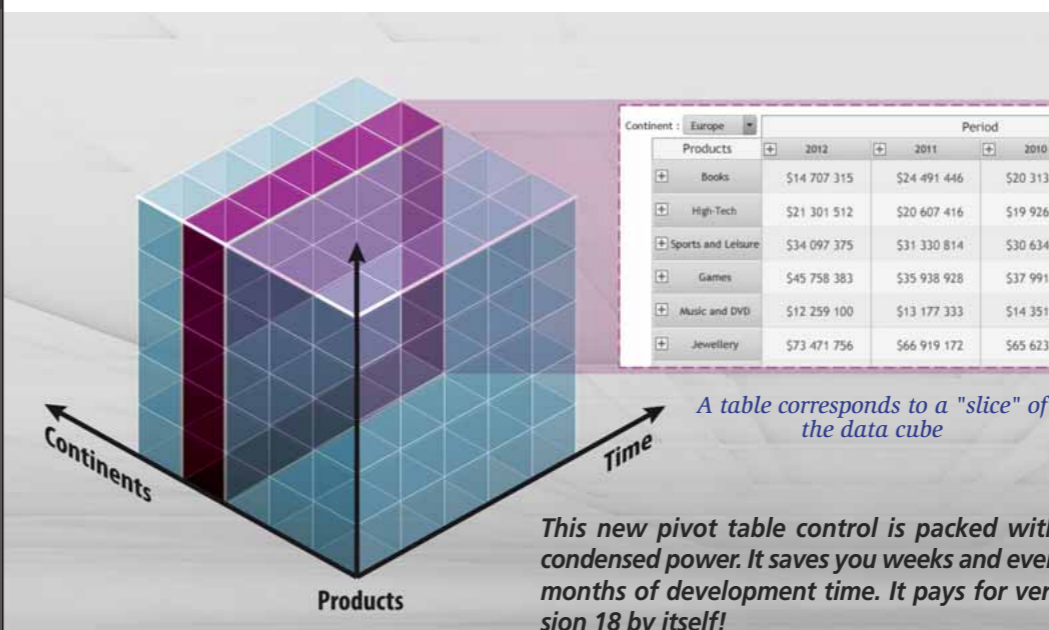 Continent : Europe Period
Products 2012 2011 2010
Books $14 707 315 $24 491 446 $20 313
High-Tech $21 301 512 $20 607 416 $19 926
Sports and Leisure $34 097 375 $31 330 814 $30 634
Games $45 758 383 $35 938 928 $37 991
Music and DVD $12 259 100 $13 177 333 $14 351
Jewellery $73 471 756 $66 919 172 $65 623
A table corresponds to a "slice" of
the data cube
Continents
Time
Products
This new pivot table control is packed with
condensed power. It saves you weeks and even
months of development time. It pays for ver-
sion 18 by itself!